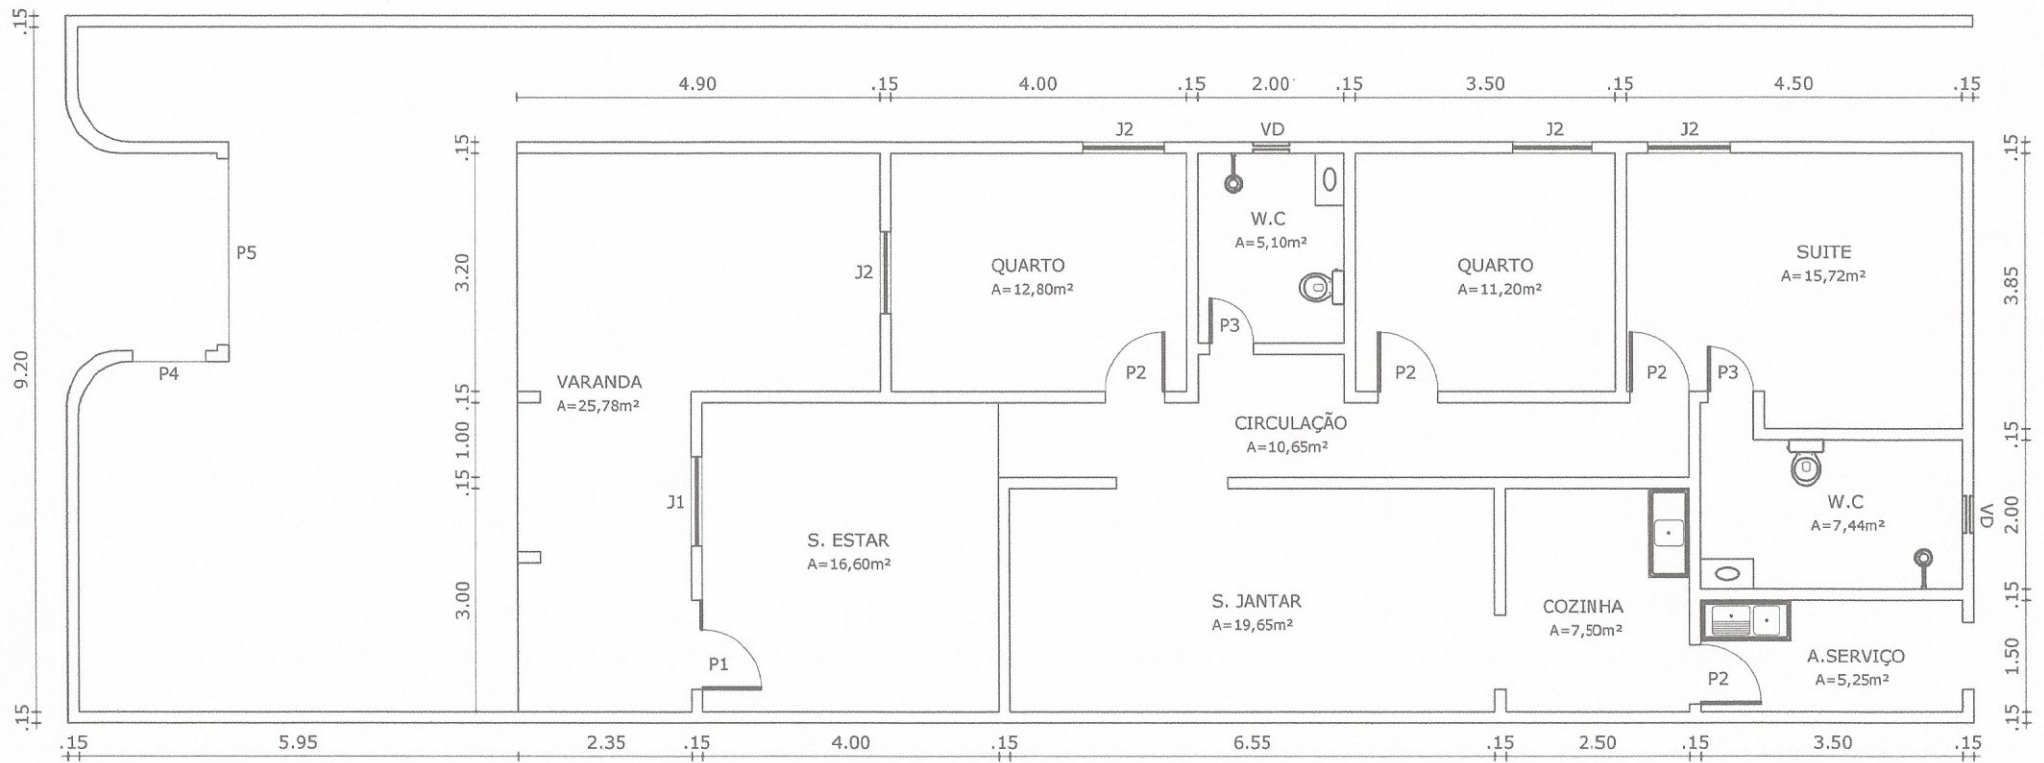 .15
4.90
.15
4.00
.15
2.00
.15
3.50
.15
4.50
.15
J2
VD
J2
J2
.15
3.20
.15
1.00
.15
3.00
9.20
.15
P5
P4
VARANDA
A=25,78m²
J2
J1
QUARTO
A=12,80m²
P2
W.C
A=5,10m²
P3
QUARTO
A=11,20m²
P2
SUITE
A=15,72m²
P2
P3
CIRCULAÇÃO
A=10,65m²
S. ESTAR
A=16,60m²
P1
S. JANTAR
A=19,65m²
COZINHA
A=7,50m²
W.C
A=7,44m²
VD
A.SERVIÇO
A=5,25m²
P2
.15
3.85
.15
2.00
.15
1.50
.15
.15
5.95
2.35
.15
4.00
.15
6.55
.15
2.50
.15
3.50
.15